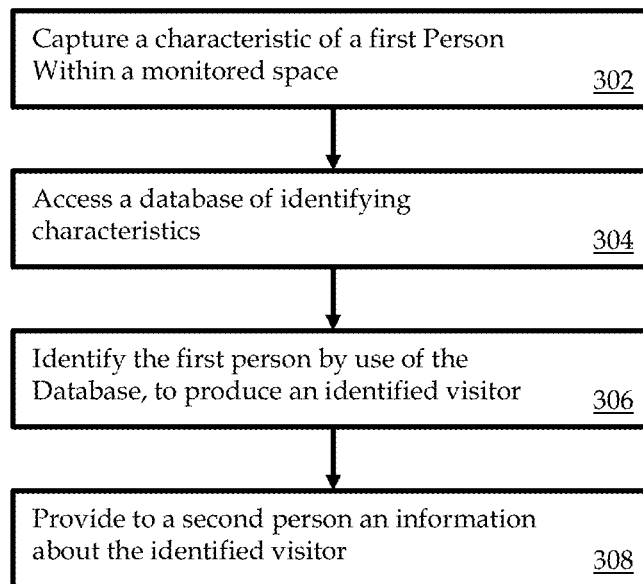 Capture a characteristic of a first Person
Within a monitored space
302
Access a database of identifying
characteristics
304
Identify the first person by use of the
Database, to produce an identified visitor
306
Provide to a second person an information
about the identified visitor
308